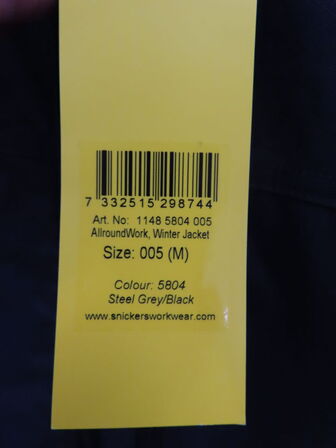 7 332515 298744
Art. No: 1148 5804 005
AllroundWork, Winter Jacket
Size: 005 (M)
Colour: 5804
Steel Grey/Black
www.snickersworkwear.com